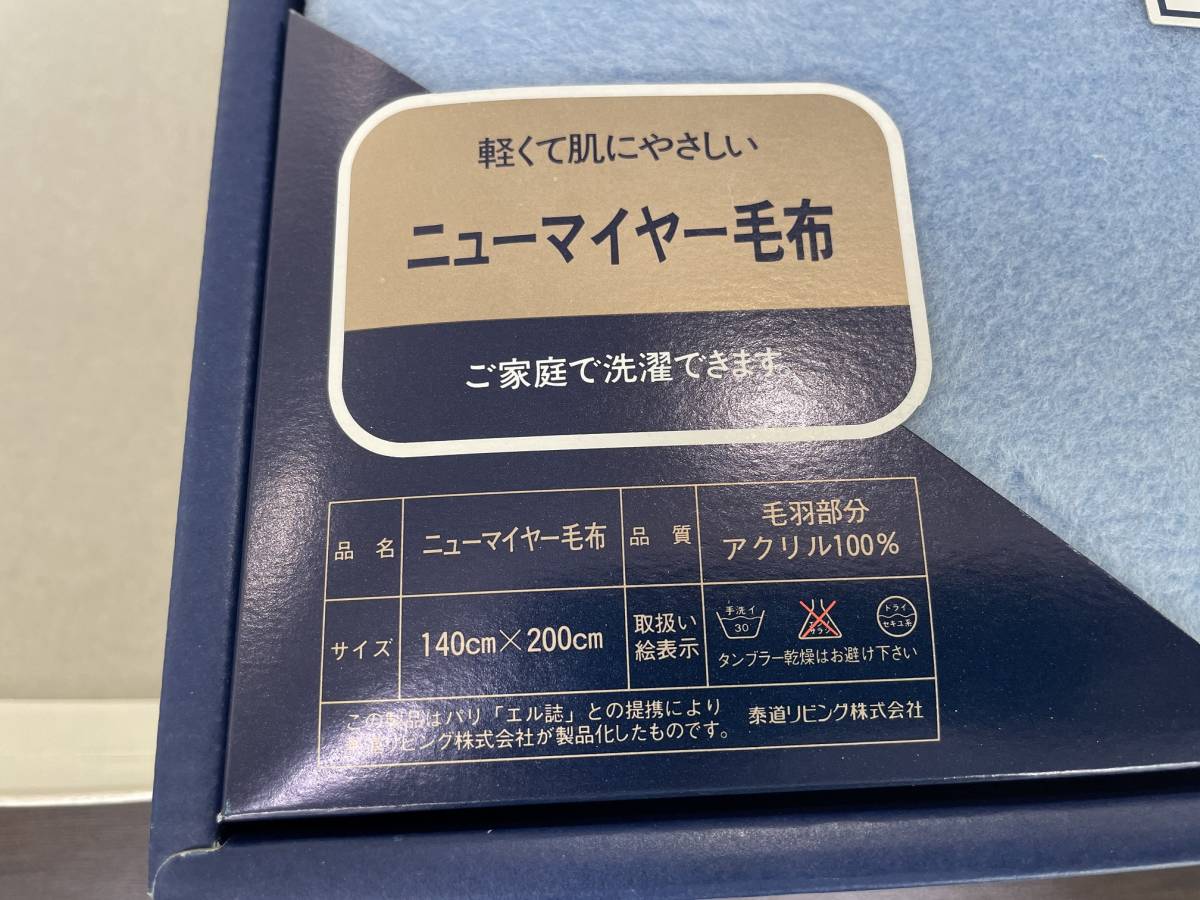 軽くて肌にやさしい
ニューマイヤー毛布
ご家庭で洗濯できます。
品名 ニューマイヤー毛布 品質 毛羽部分
アクリル100%
サイズ 140cm×200cm 取扱い
絵表示
手洗イ
30
エンソ
サラシ
ドライ
セキユ系
タンブラー乾燥はお避け下さい
この製品はパリ「エル誌」との提携により
泰道リビング株式会社が製品化したものです。
泰道リビング株式会社